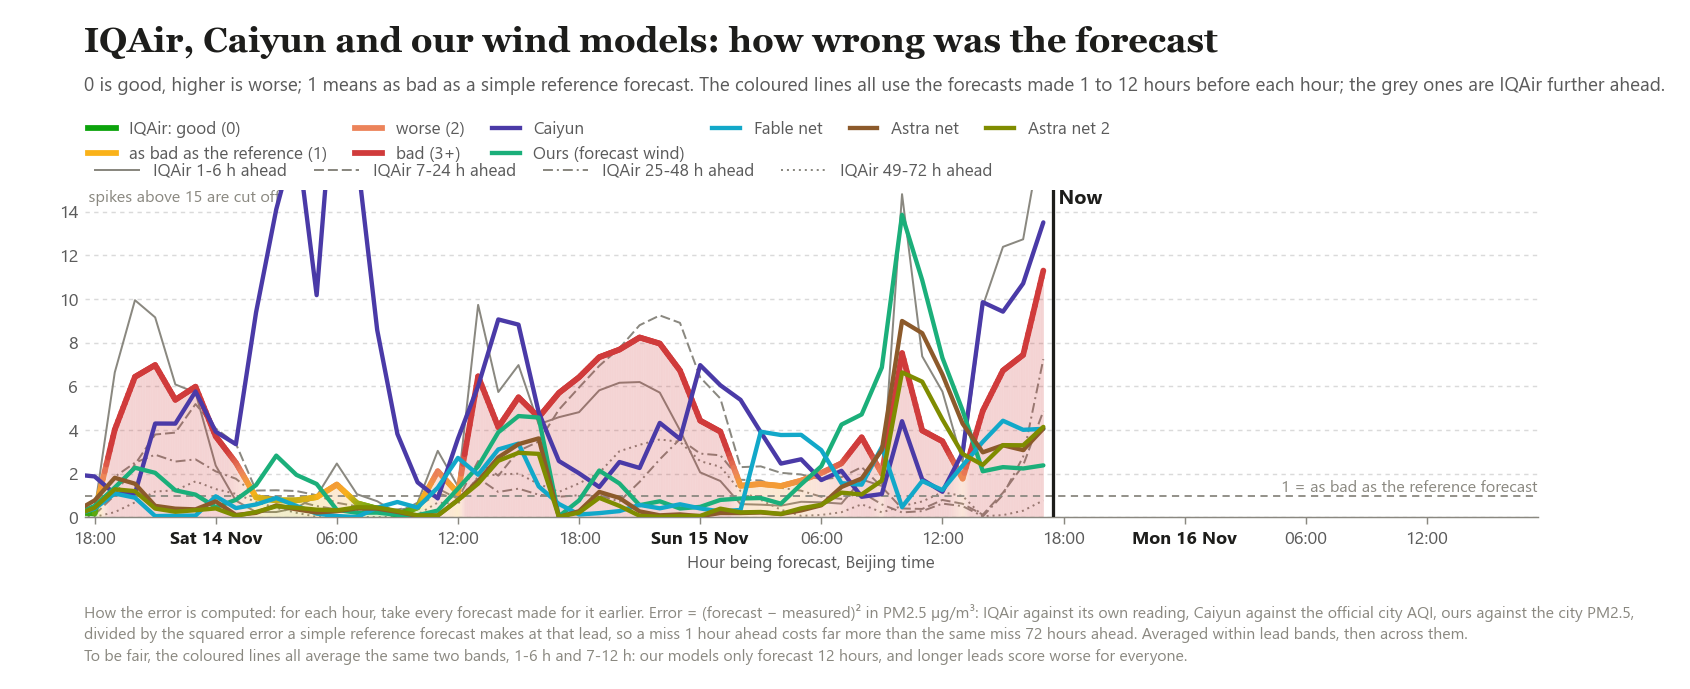 IQAir, Caiyun and our wind models: how wrong was the forecast
0 is good, higher is worse; 1 means as bad as a simple reference forecast. The coloured lines all use the forecasts made 1 to 12 hours before each hour; the grey ones are IQAir further ahead.
IQAir: good (0) worse (2) Caiyun Fable net Astra net Astra net 2
as bad as the reference (1) bad (3+) Ours (forecast wind)
IQAir 1-6 h ahead IQAir 7-24 h ahead IQAir 25-48 h ahead IQAir 49-72 h ahead
spikes above 15 are cut off
Now
14
12
10
8
6
4
2
0
1 = as bad as the reference forecast
18:00 Sat 14 Nov 06:00 12:00 18:00 Sun 15 Nov 06:00 12:00 18:00 Mon 16 Nov 06:00 12:00
Hour being forecast, Beijing time
How the error is computed: for each hour, take every forecast made for it earlier. Error = (forecast − measured)² in PM2.5 µg/m³: IQAir against its own reading, Caiyun against the official city AQI, ours against the city PM2.5,
divided by the squared error a simple reference forecast makes at that lead, so a miss 1 hour ahead costs far more than the same miss 72 hours ahead. Averaged within lead bands, then across them.
To be fair, the coloured lines all average the same two bands, 1-6 h and 7-12 h: our models only forecast 12 hours, and longer leads score worse for everyone.